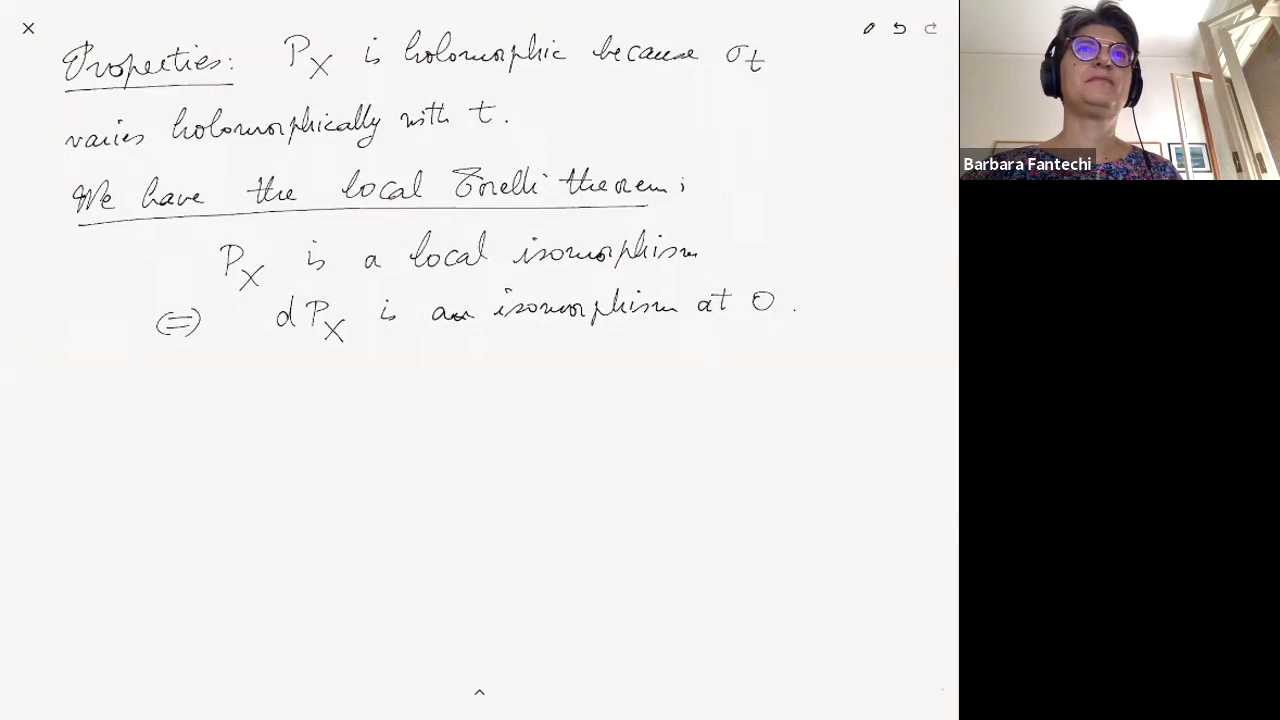 Properties: P_X is holomorphic because σ_t
varies holomorphically with t.
We have the local Torelli theorem:
P_X is a local isomorphism
⇔ dP_X is an isomorphism at 0.
Barbara Fantechi